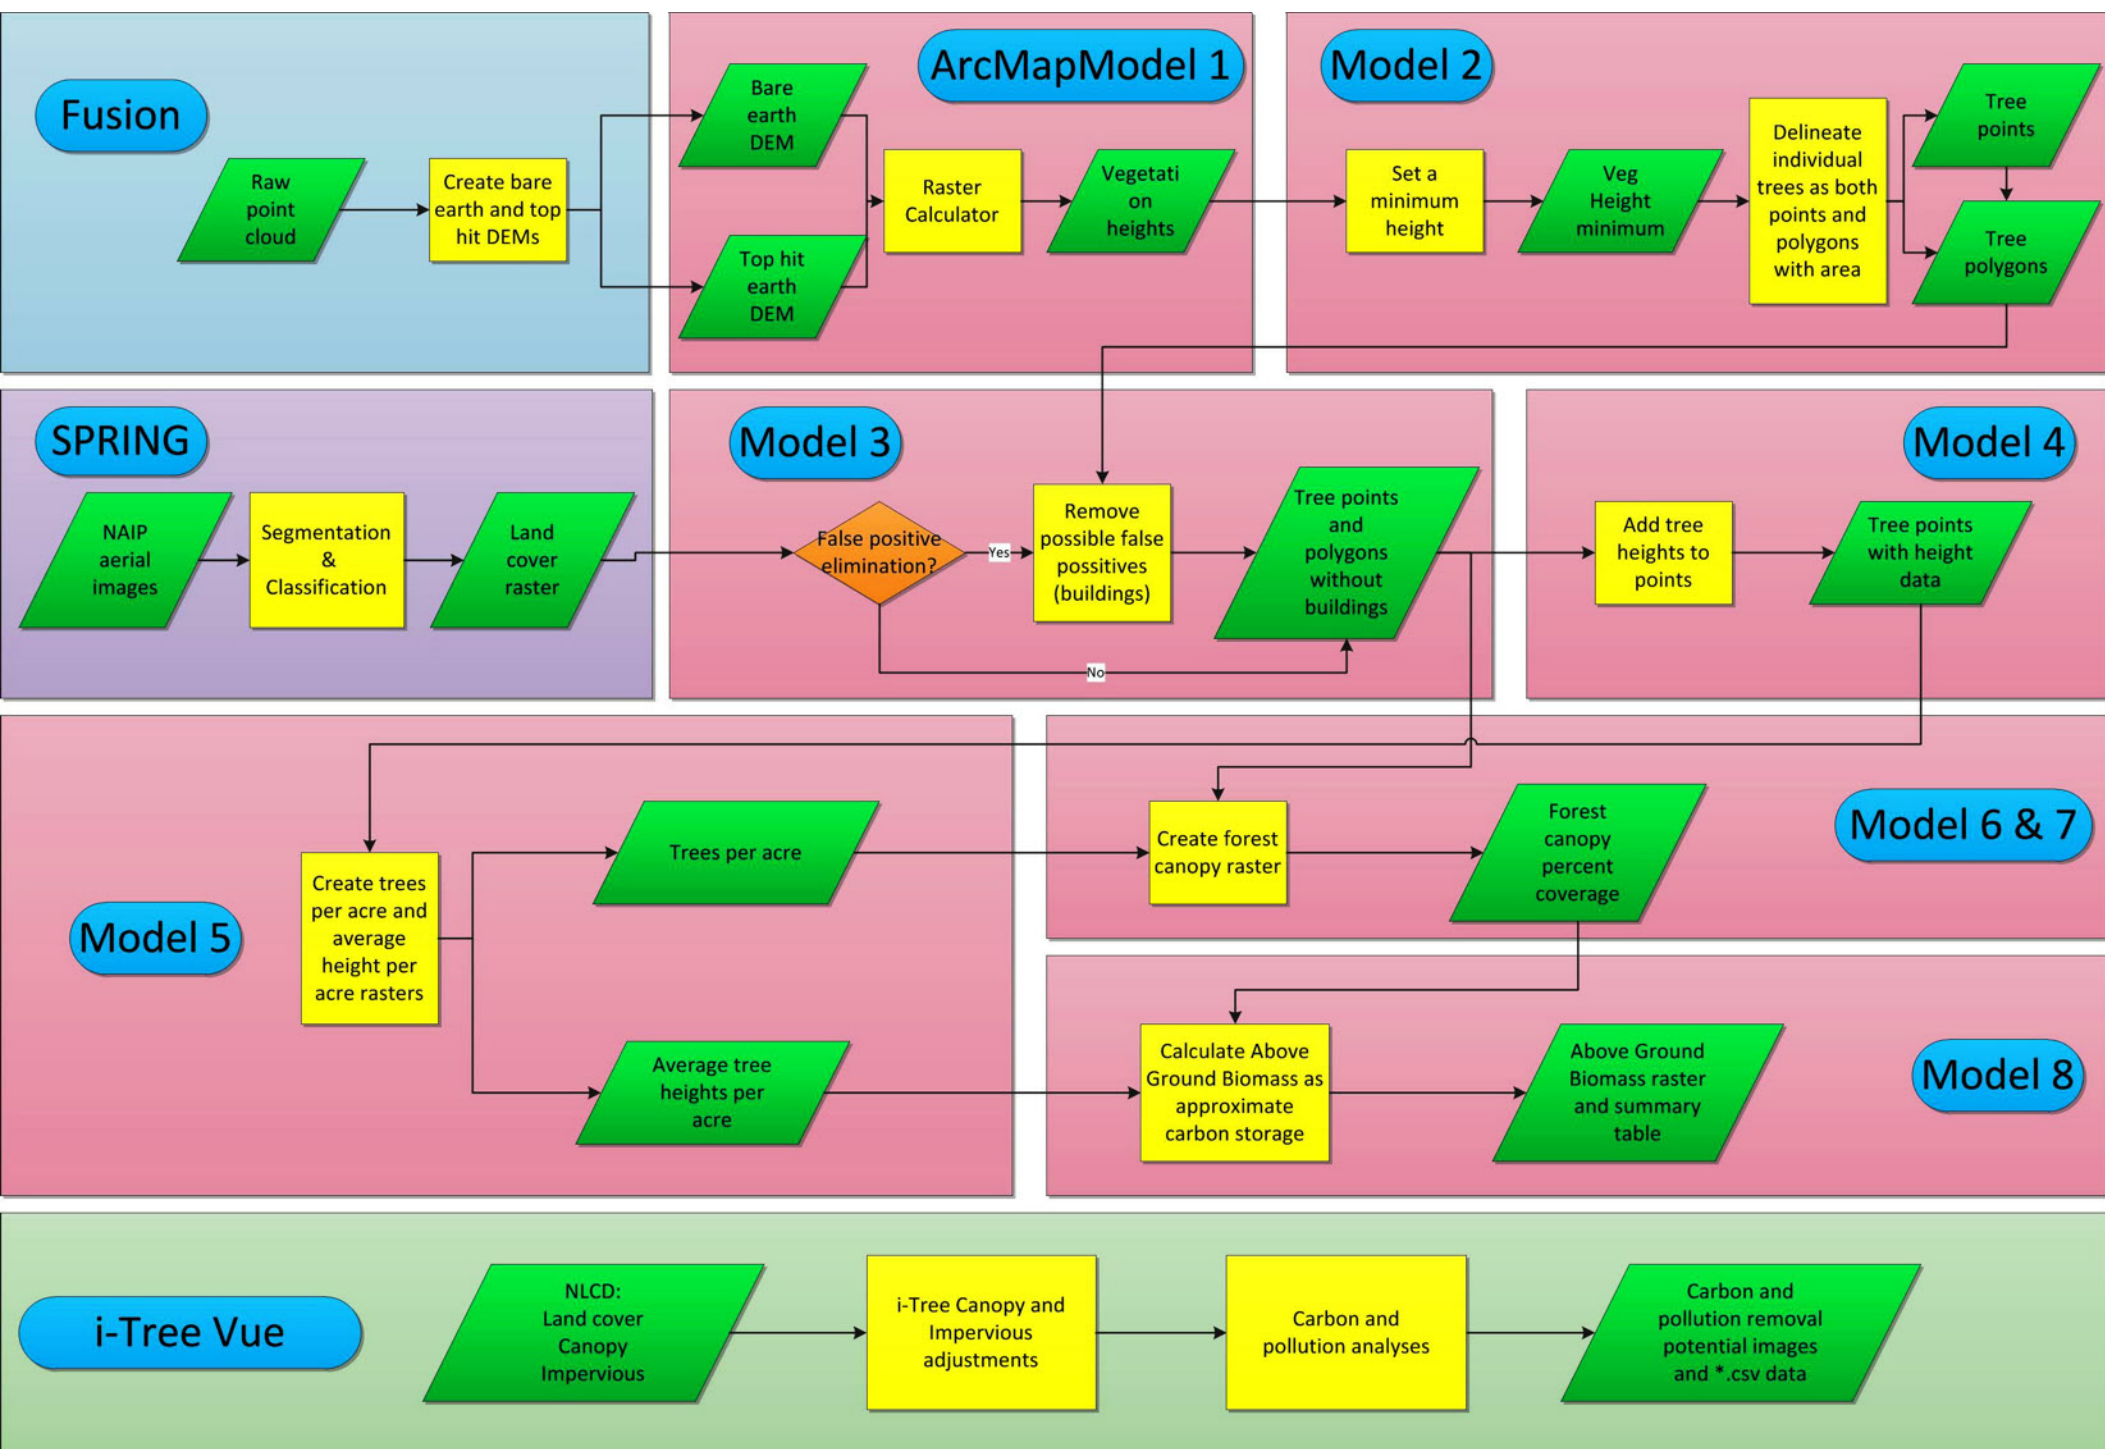 Fusion
Raw
point
cloud
Create bare
earth and top
hit DEMs
ArcMapModel 1
Bare
earth
DEM
Top hit
earth
DEM
Raster
Calculator
Vegetati
on
heights
Model 2
Set a
minimum
height
Veg
Height
minimum
Delineate
individual
trees as both
points and
polygons
with area
Tree
points
Tree
polygons
SPRING
NAIP
aerial
images
Segmentation
&
Classification
Land
cover
raster
Model 3
False positive
elimination?
Yes
No
Remove
possible false
possitives
(buildings)
Tree points
and
polygons
without
buildings
Model 4
Add tree
heights to
points
Tree points
with height
data
Model 5
Create trees
per acre and
average
height per
acre rasters
Trees per acre
Average tree
heights per
acre
Model 6 & 7
Create forest
canopy raster
Forest
canopy
percent
coverage
Model 8
Calculate Above
Ground Biomass as
approximate
carbon storage
Above Ground
Biomass raster
and summary
table
i-Tree Vue
NLCD:
Land cover
Canopy
Impervious
i-Tree Canopy and
Impervious
adjustments
Carbon and
pollution analyses
Carbon and
pollution removal
potential images
and *.csv data